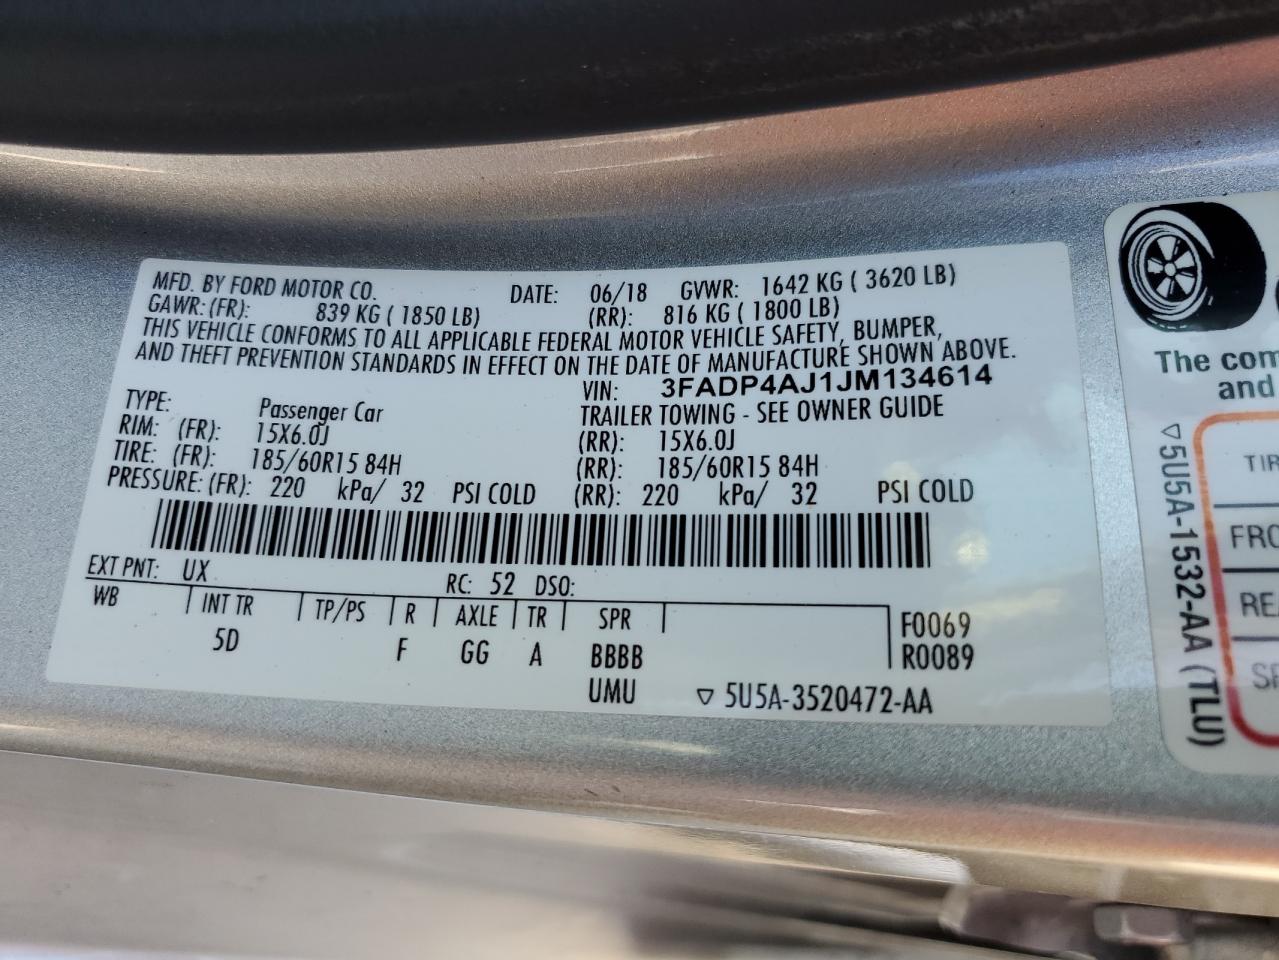 MFD. BY FORD MOTOR CO. DATE: 06/18 GVWR: 1642 KG ( 3620 LB)
GAWR: (FR): 839 KG ( 1850 LB) (RR): 816 KG ( 1800 LB)
THIS VEHICLE CONFORMS TO ALL APPLICABLE FEDERAL MOTOR VEHICLE SAFETY, BUMPER,
AND THEFT PREVENTION STANDARDS IN EFFECT ON THE DATE OF MANUFACTURE SHOWN ABOVE.
VIN: 3FADP4AJ1JM134614
TYPE: Passenger Car TRAILER TOWING - SEE OWNER GUIDE
RIM: (FR): 15X6.0J (RR): 15X6.0J
TIRE: (FR): 185/60R15 84H (RR): 185/60R15 84H
PRESSURE: (FR): 220 kPa/ 32 PSI COLD (RR): 220 kPa/ 32 PSI COLD
EXT PNT: UX RC: 52 DSO:
WB INT TR TP/PS R AXLE TR SPR F0069
5D F GG A BBBB R0089
UMU ▽ 5U5A-3520472-AA
The com
and
▽5U5A-1532-AA (TLU)
TIR
FRO
REA
SP